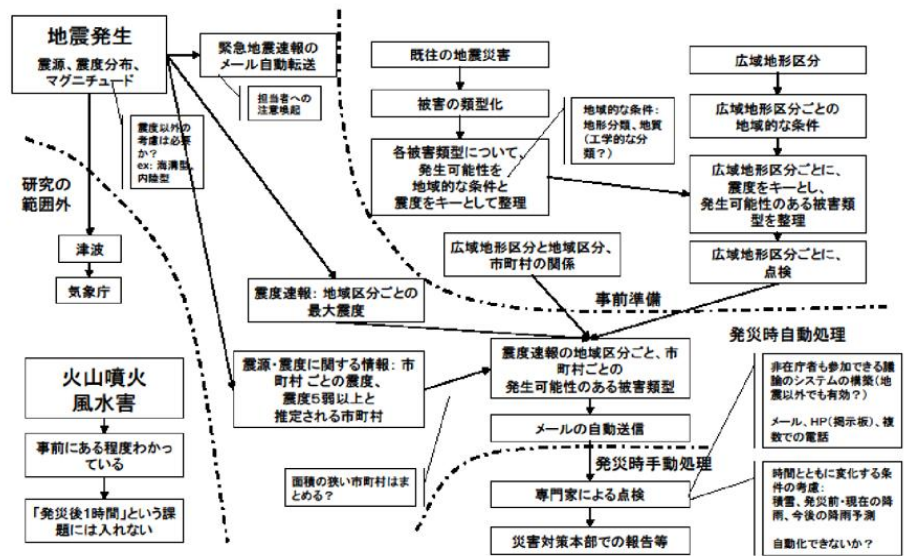 地震発生
震源、震度分布、
マグニチュード
緊急地震速報の
メール自動転送
担当者への
注意喚起
震度以外の
考慮は必要
か？
ex: 海溝型、
内陸型
研究の
範囲外
津波
気象庁
既往の地震災害
被害の類型化
各被害類型について、
発生可能性を
地域的な条件と
震度をキーとして整理
地域的な条件：
地形分類、地質
（工学的な分
類？）
広域地形区分
広域地形区分ごとの
地域的な条件
広域地形区分ごとに、
震度をキーとし、
発生可能性のある被害類
型を整理
広域地形区分ごとに、
点検
広域地形区分と地域区分、
市町村の関係
事前準備
震度速報：地域区分ごとの
最大震度
発災時自動処理
震源・震度に関する情報：市
町村ごとの震度、
震度5弱以上と
推定される市町村
震度速報の地域区分ごと、市
町村ごとの
発生可能性のある被害類型
メールの自動送信
面積の狭い市町村はま
とめる？
発災時手動処理
専門家による点検
災害対策本部での報告等
非在庁者も参加できる議
論のシステムの構築（地
震以外でも有効？）
メール、HP（掲示板）、複
数での電話
時間とともに変化する条
件の考慮：
積雪、発災前・現在の降
雨、今後の降雨予測
自動化できないか？
火山噴火
風水害
事前にある程度わかっ
ている
「発災後1時間」という課
題には入れない